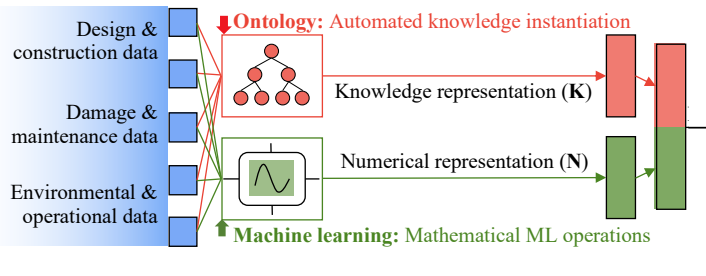 Design &
construction data
Damage &
maintenance data
Environmental &
operational data
Ontology: Automated knowledge instantiation
Knowledge representation (K)
Numerical representation (N)
Machine learning: Mathematical ML operations